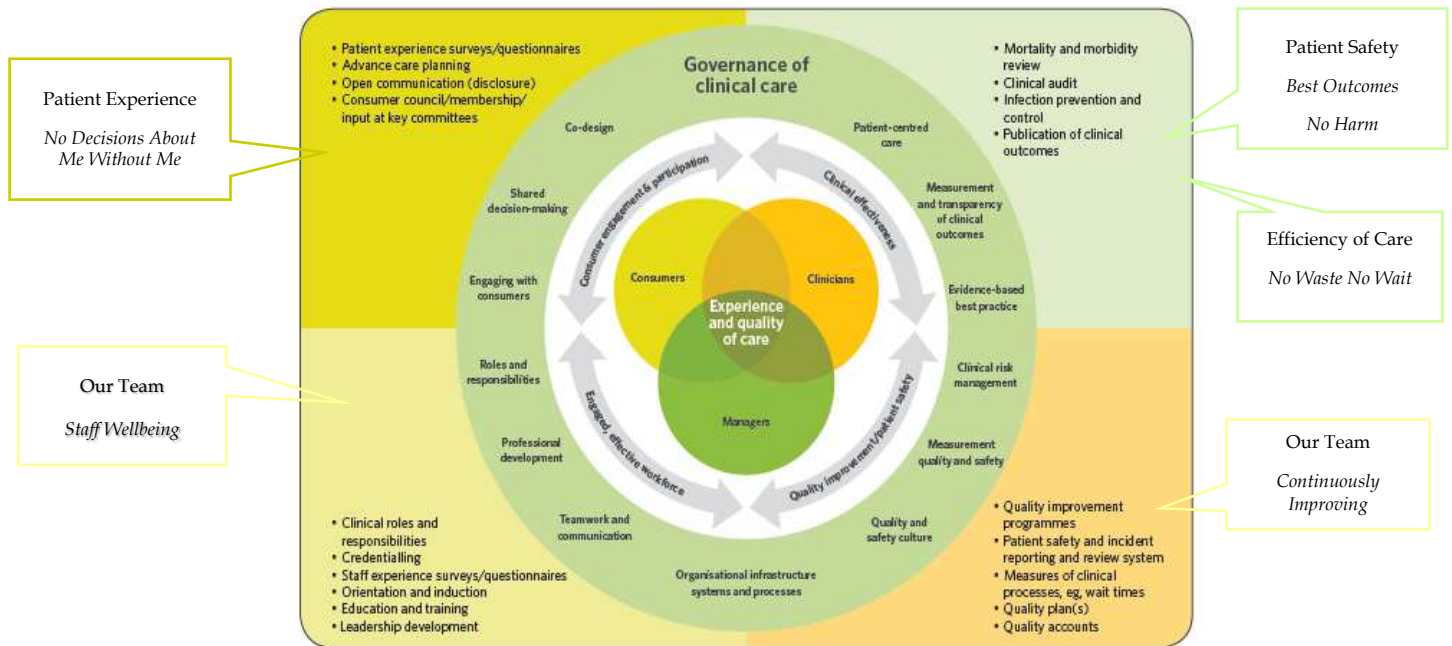 Patient Experience
No Decisions About
Me Without Me
• Patient experience surveys/questionnaires
• Advance care planning
• Open communication (disclosure)
• Consumer council/membership/
input at key committees
Governance of
clinical care
• Mortality and morbidity
review
• Clinical audit
• Infection prevention and
control
• Publication of clinical
outcomes
Patient Safety
Best Outcomes
No Harm
Efficiency of Care
No Waste No Wait
Co-design
Shared
decision-making
Engaging with
consumers
Roles and
responsibilities
Professional
development
Teamwork and
communication
Organisational infrastructure
systems and processes
Patient-centred
care
Measurement
and transparency
of clinical
outcomes
Evidence-based
best practice
Clinical risk
management
Measurement
quality and safety
Quality and
safety culture
Consumer engagement & participation
Clinical effectiveness
Engaged, effective workforce
Quality improvement/patient safety
Consumers
Clinicians
Experience
and quality
of care
Managers
Our Team
Staff Wellbeing
• Clinical roles and
responsibilities
• Credentialling
• Staff experience surveys/questionnaires
• Orientation and induction
• Education and training
• Leadership development
• Quality improvement
programmes
• Patient safety and incident
reporting and review system
• Measures of clinical
processes, eg, wait times
• Quality plan(s)
• Quality accounts
Our Team
Continuously
Improving